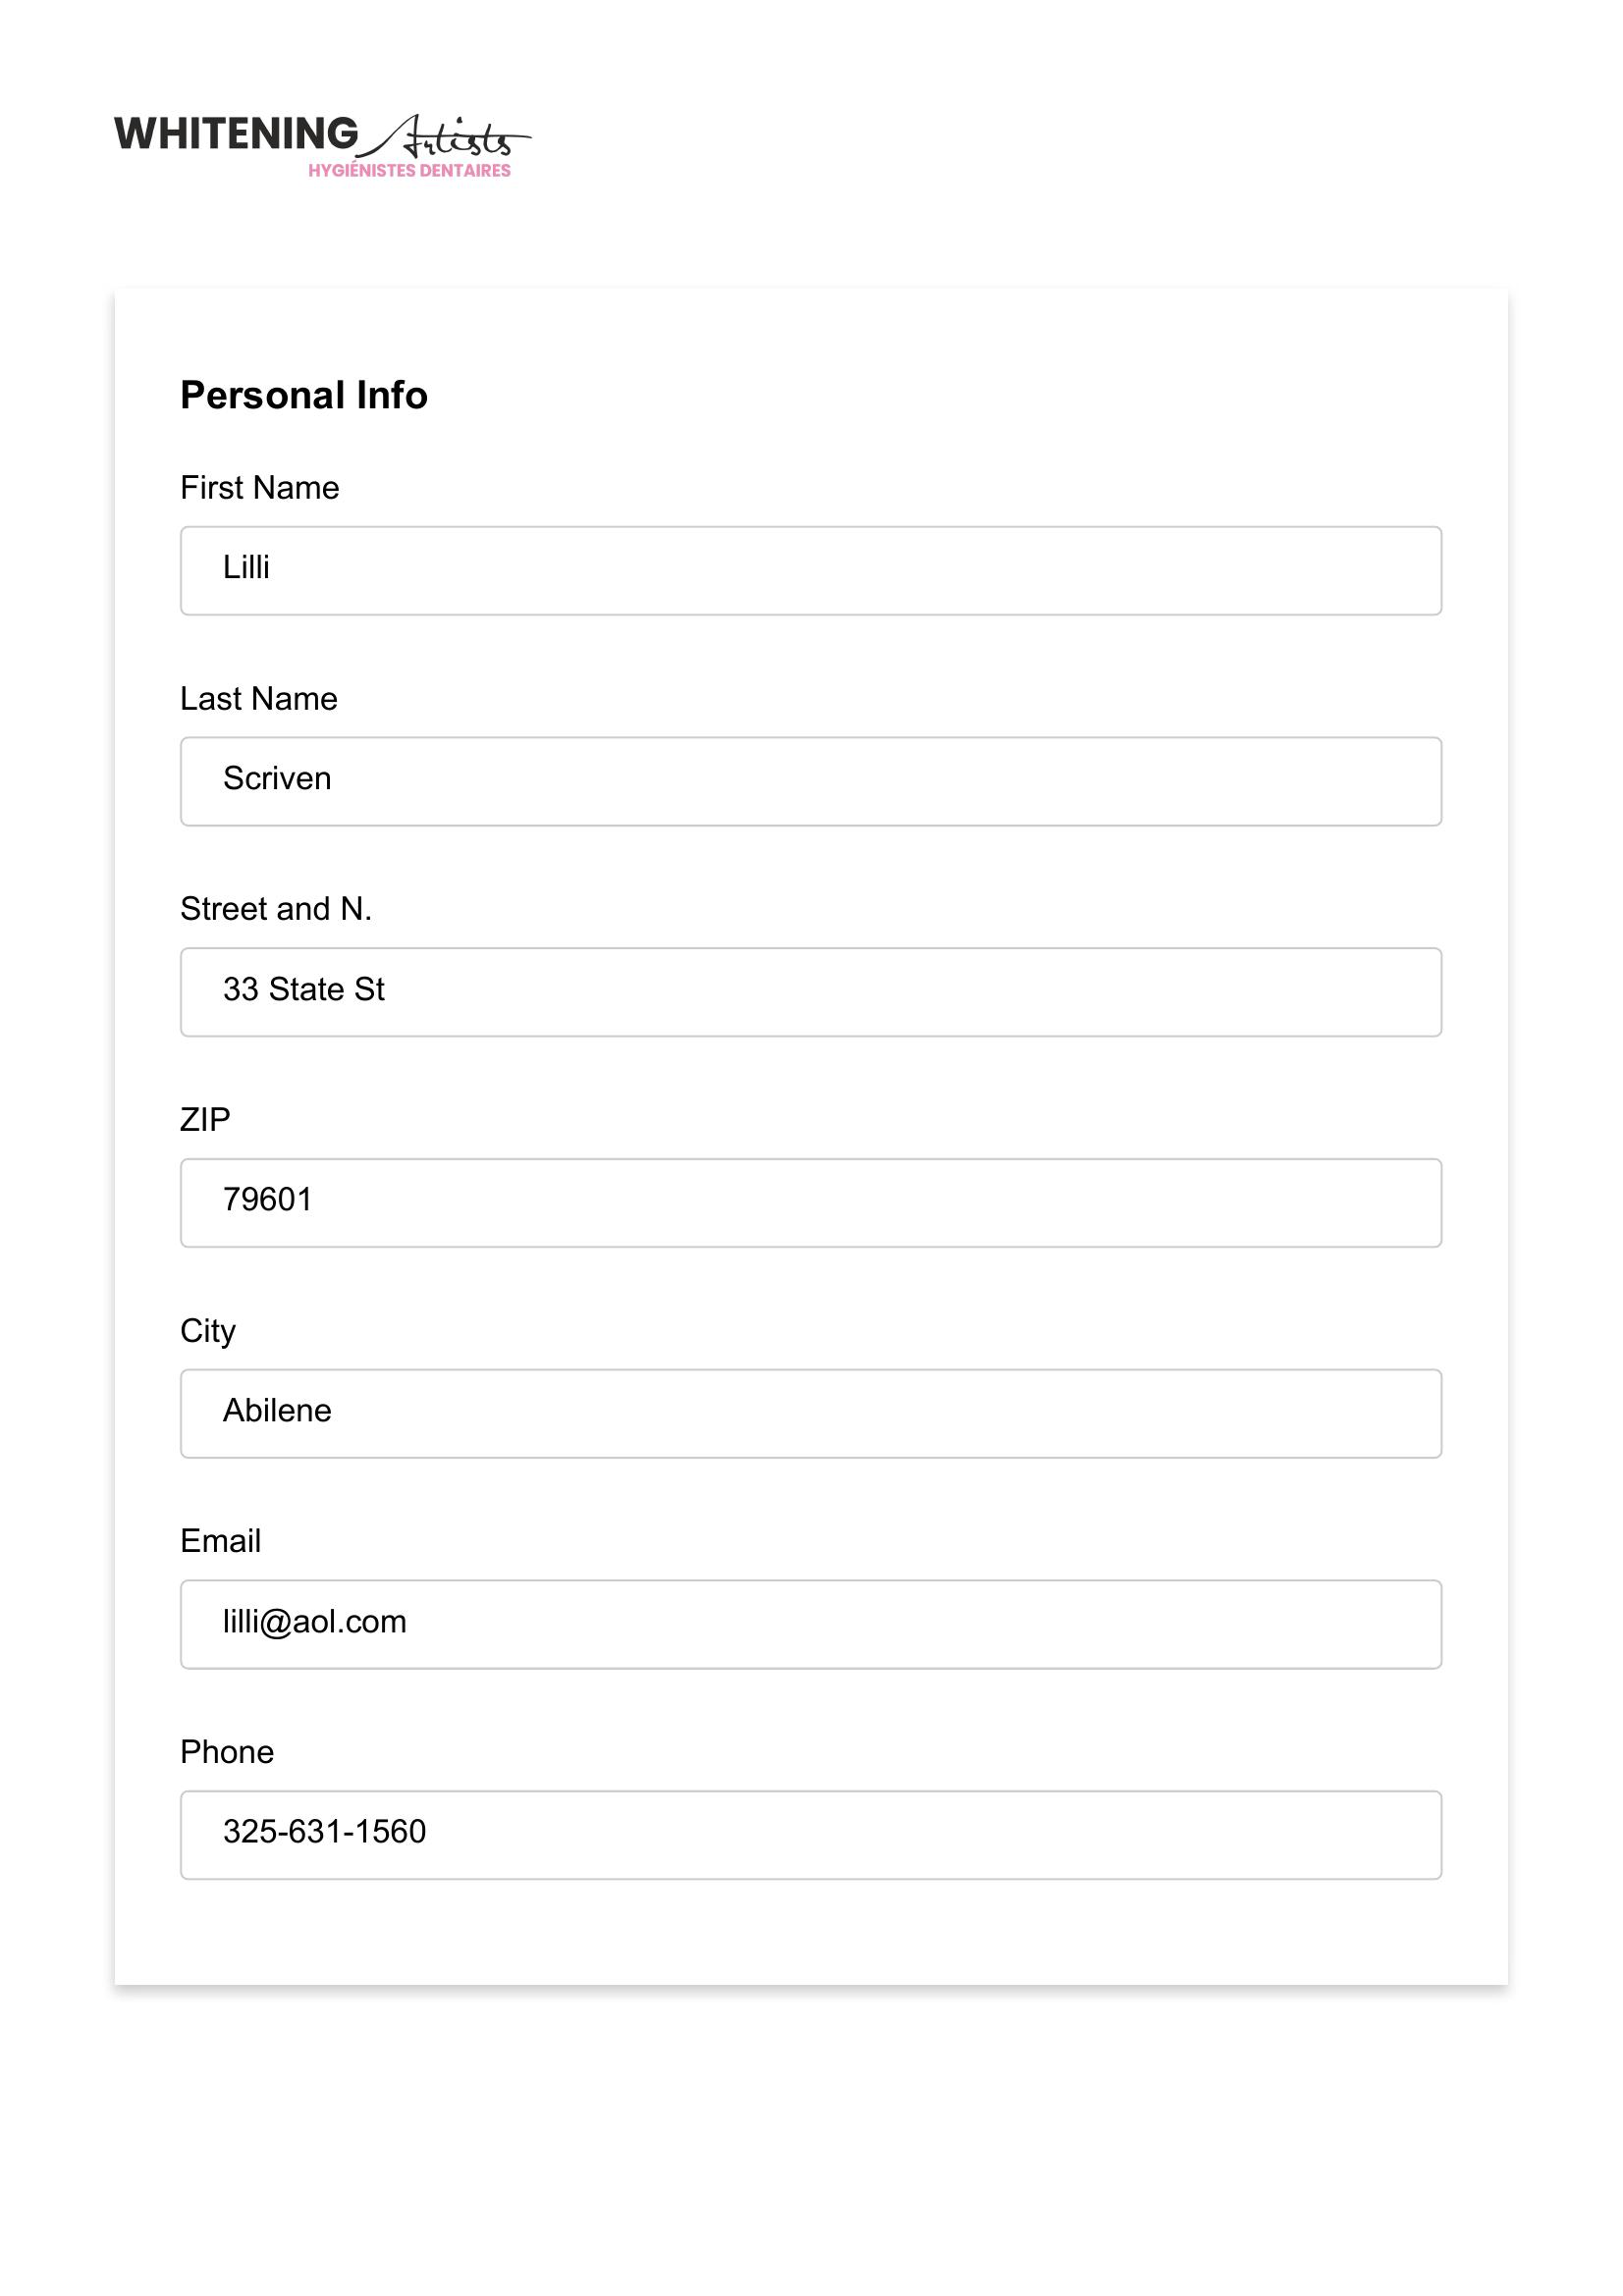 WHITENING Artists
HYGIÉNISTES DENTAIRES
Personal Info
First Name
Lilli
Last Name
Scriven
Street and N.
33 State St
ZIP
79601
City
Abilene
Email
lilli@aol.com
Phone
325-631-1560